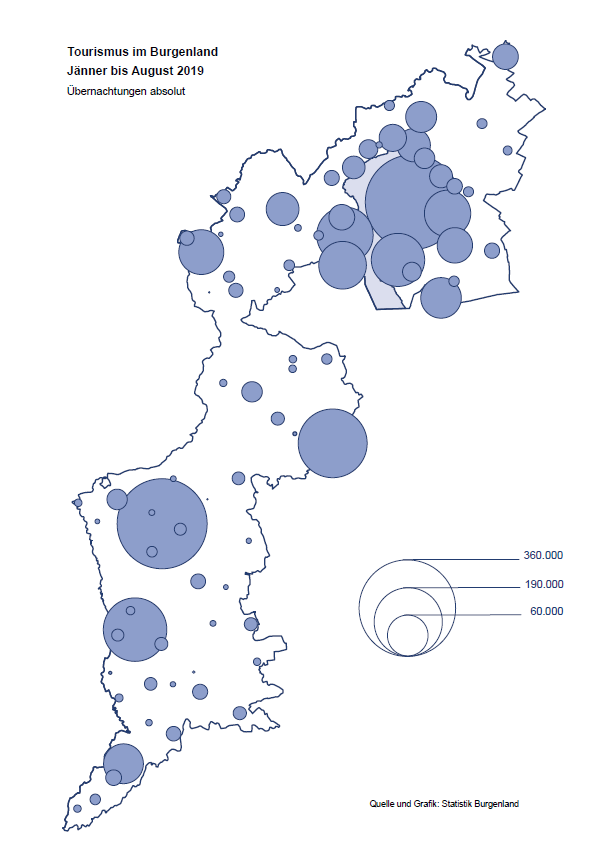 Tourismus im Burgenland
Jänner bis August 2019
Übernachtungen absolut
360.000
190.000
60.000
Quelle und Grafik: Statistik Burgenland